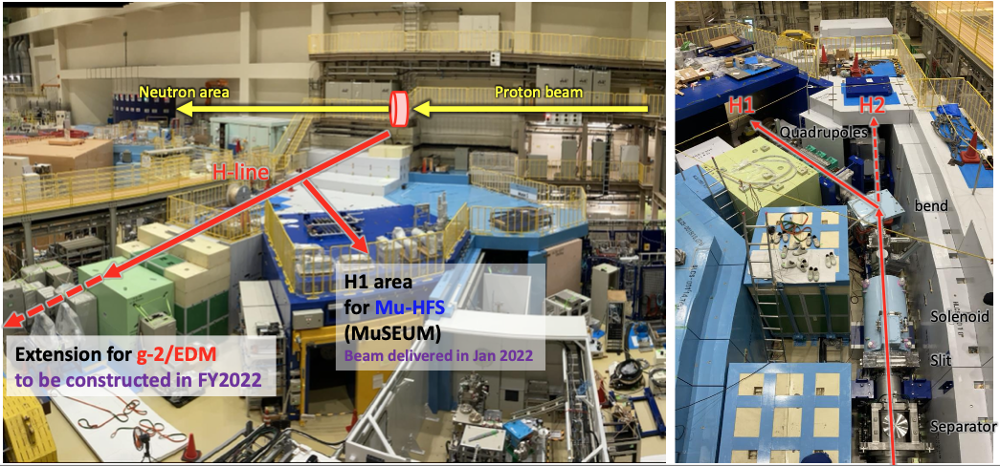 Neutron area
Proton beam
H-line
H1 area
for Mu-HFS
(MuSEUM)
Beam delivered in Jan 2022
Extension for g-2/EDM
to be constructed in FY2022
H1
H2
Quadrupoles
bend
Solenoid
Slit
Separator